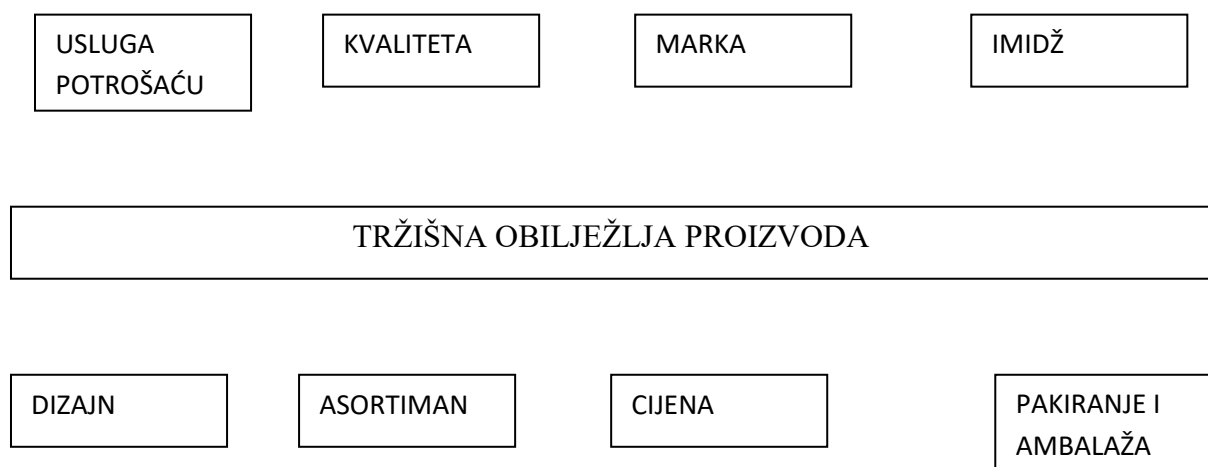 USLUGA
POTROŠAĆU
KVALITETA
MARKA
IMIDŽ
TRŽIŠNA OBILJEŽLJA PROIZVODA
DIZAJN
ASORTIMAN
CIJENA
PAKIRANJE I
AMBALAŽA